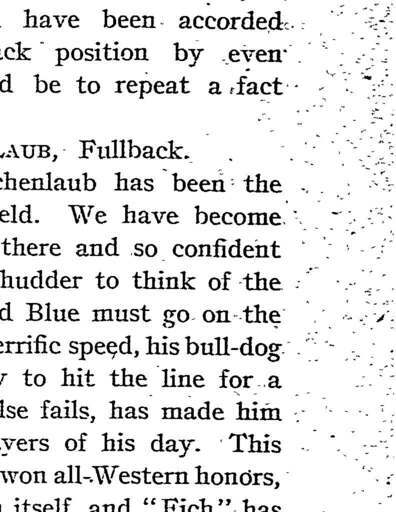 have been accorded
ck position by even
d be to repeat a fact
LAUB, Fullback.
chenlaub has been the
eld. We have become
there and so confident
hudder to think of the
d Blue must go on the
errific speed, his bull-dog
y to hit the line for a
lse fails, has made him
yers of his day. This
won all-Western honors,
itself and "Eich" has